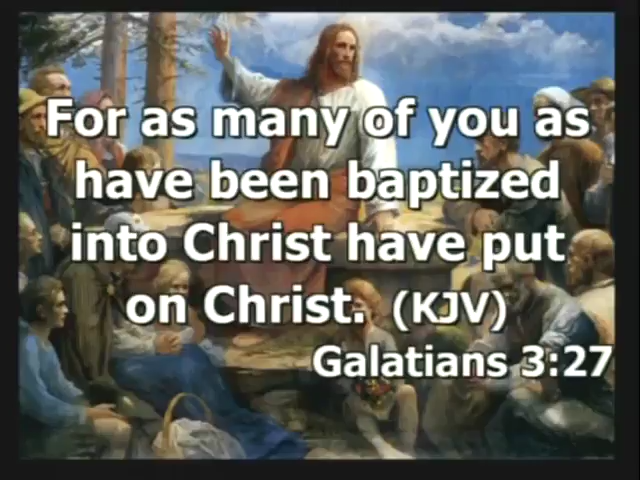 For as many of you as
have been baptized
into Christ have put
on Christ. (KJV)
Galatians 3:27